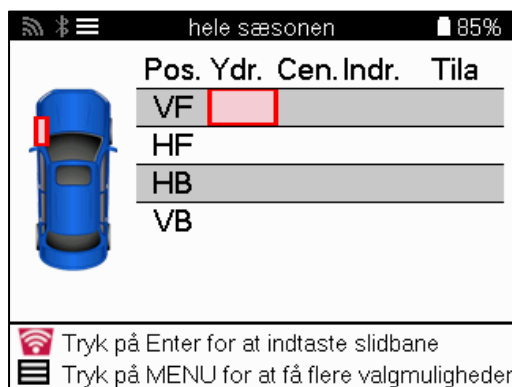 hele sæsonen 85%
Pos. Ydr. Cen. Indr. Tila
VF
HF
HB
VB
Tryk på Enter for at indtaste slidbane
Tryk på MENU for at få flere valgmuligheder